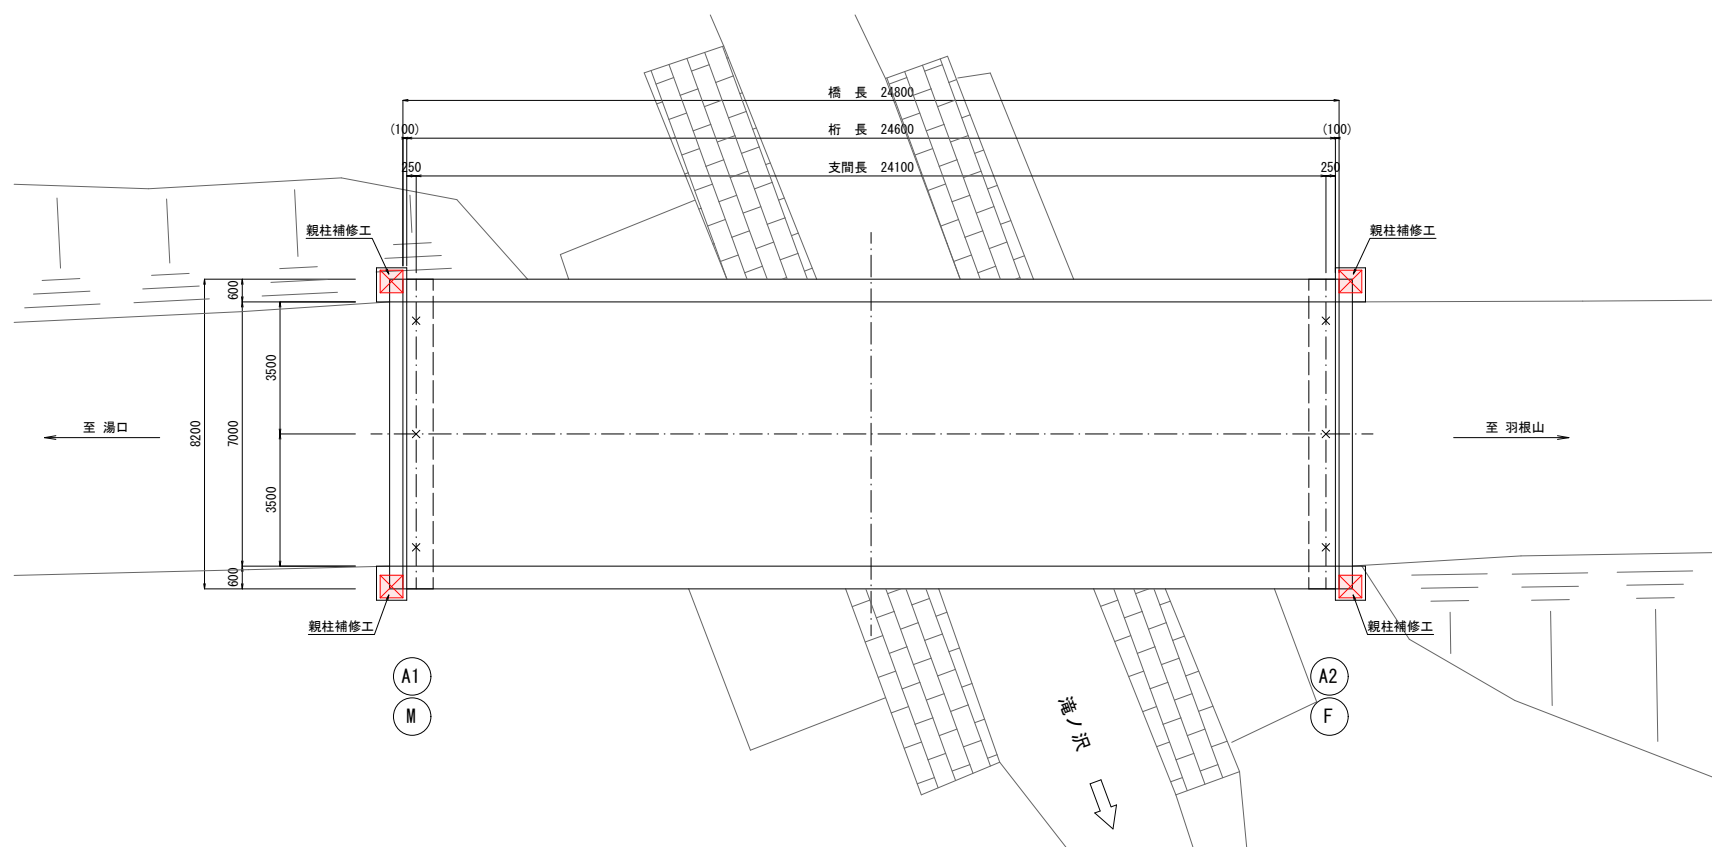 橋 長 24800
(100)
桁 長 24600
(100)
250
支間長 24100
250
親柱補修工
親柱補修工
600
3500
8200
7000
3500
600
至 湯口
至 羽根山
親柱補修工
親柱補修工
A1
M
A2
F
滝ノ沢